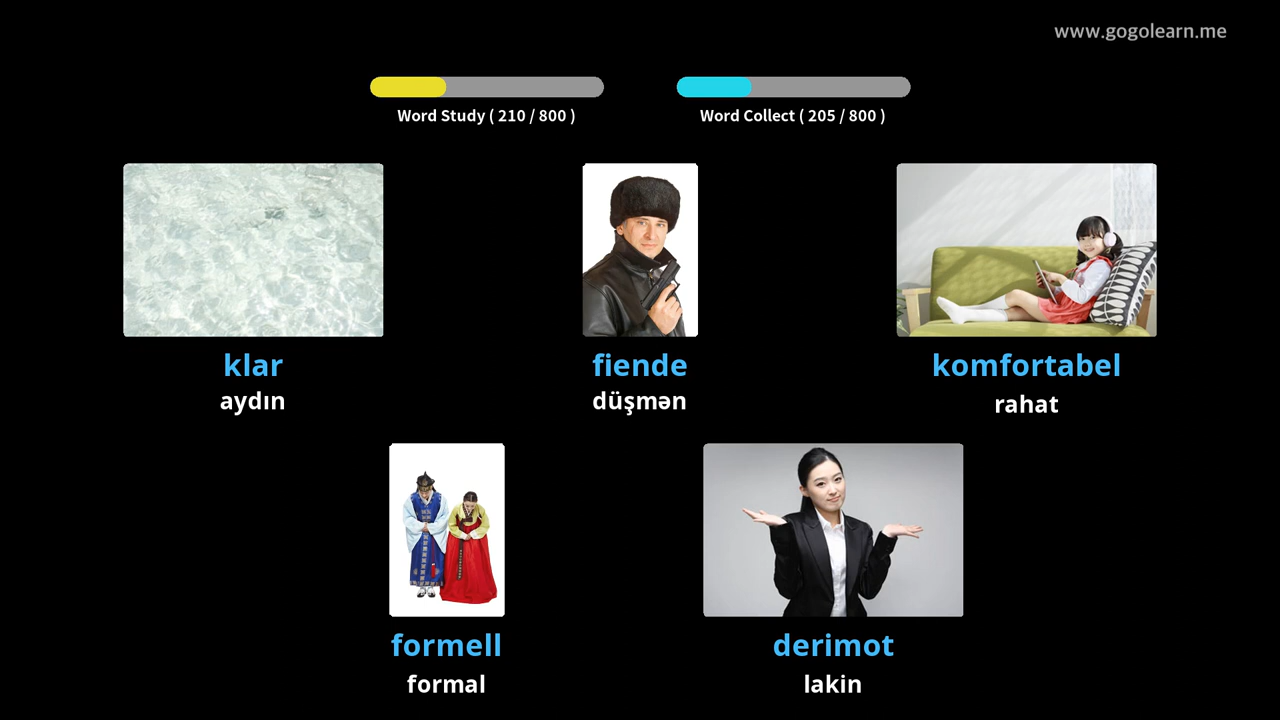 www.gogolearn.me
Word Study ( 210 / 800 )
Word Collect ( 205 / 800 )
klar
aydın
fiende
düşmən
komfortabel
rahat
formell
formal
derimot
lakin